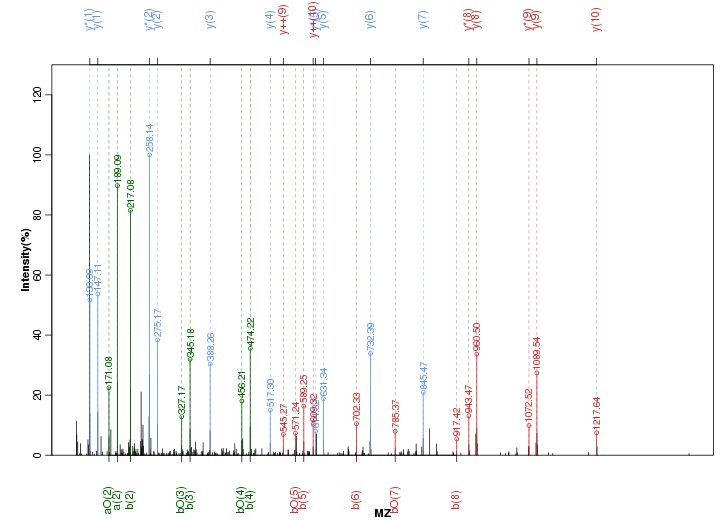 y*(1)
y(1)
y*(2)
y(2)
y(3)
y(4)
y++(9)
y++(10)
y(5)
y(6)
y(7)
y*(8)
y(8)
y*(9)
y(9)
y(10)
Intensity(%)
0
20
40
60
80
100
120
147.11
171.08
189.09
217.08
258.14
275.17
327.17
345.18
388.26
456.21
474.22
517.30
545.27
571.24
589.25
631.34
702.33
732.39
785.37
845.47
917.42
943.47
960.50
1072.52
1089.54
1217.64
aO(2)
a(2)
b(2)
bO(3)
b(3)
bO(4)
b(4)
bO(5)
b(5)
b(6)
bO(7)
b(8)
MZ